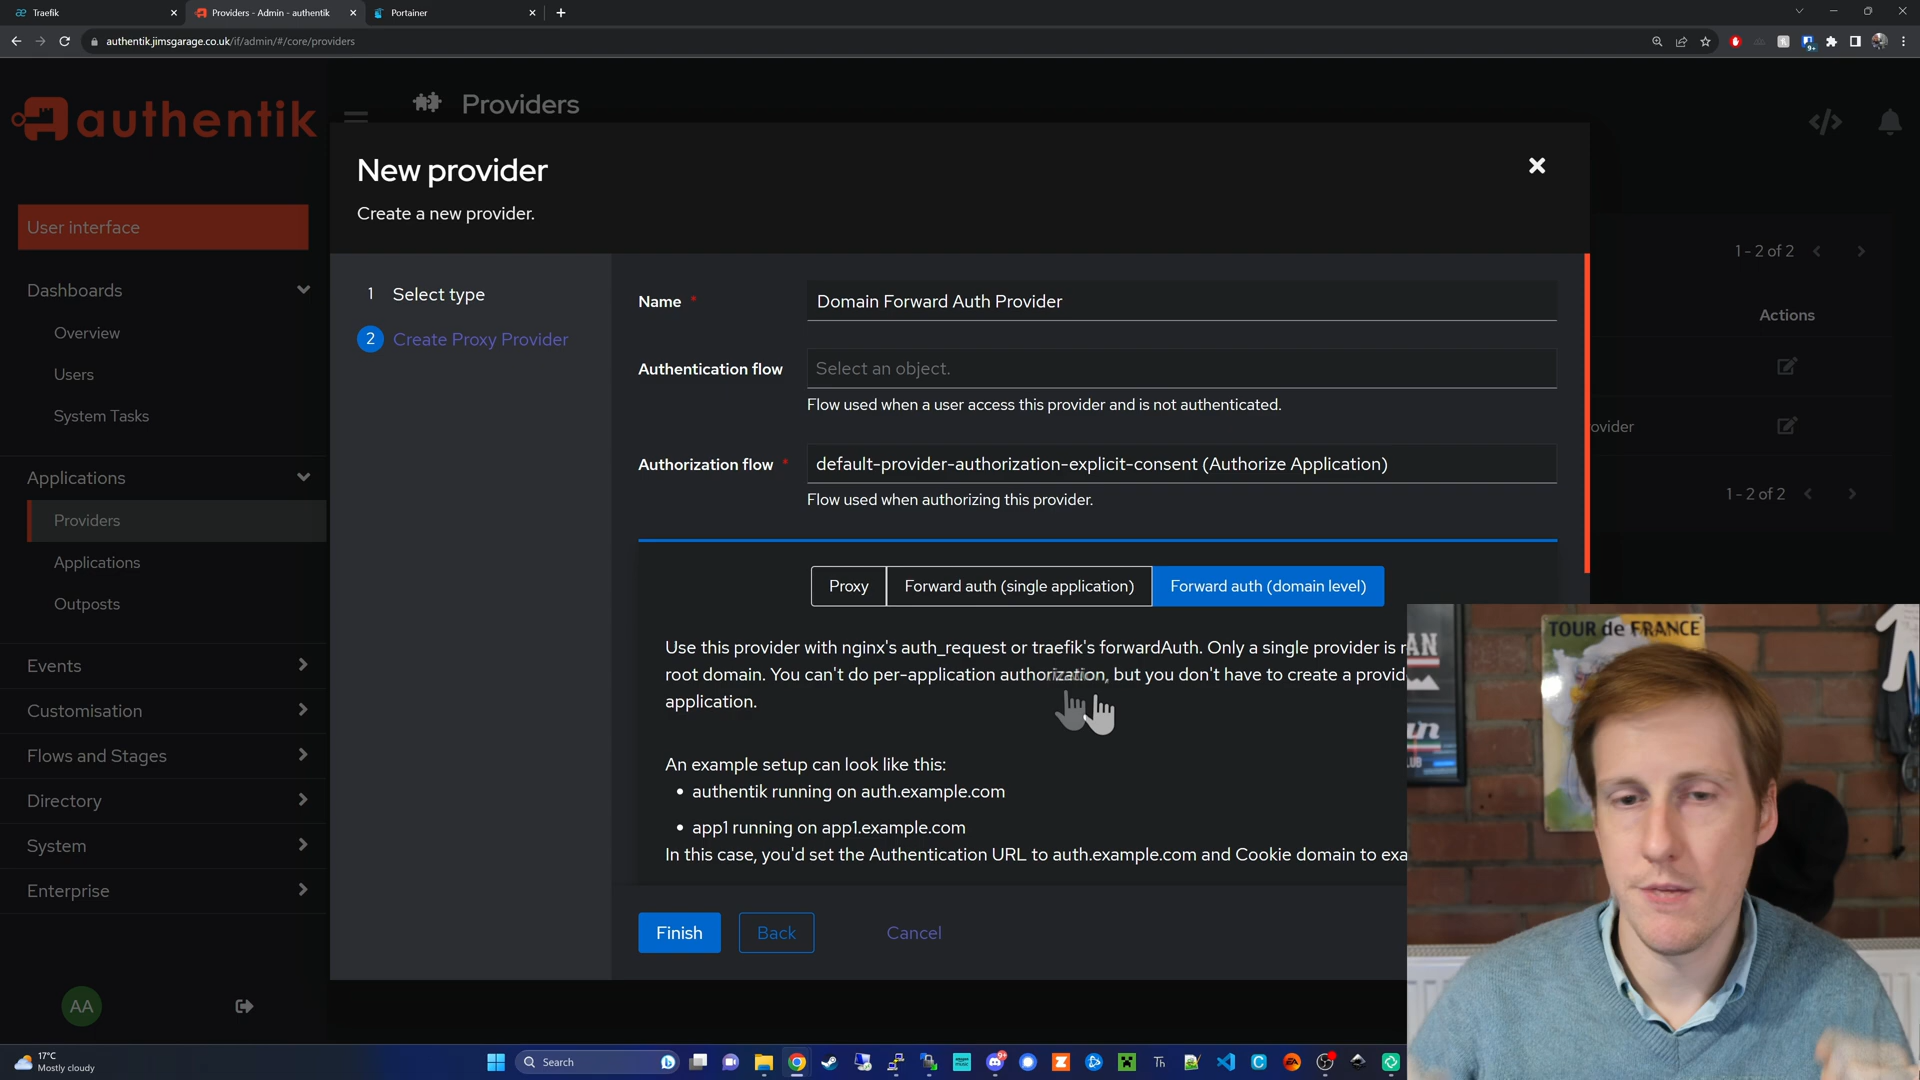 Traefik
Providers - Admin - authentik
Portainer
authentik.jimsgarage.co.uk/if/admin/#/core/providers
authentik
Providers
New provider
Create a new provider.
User interface
Dashboards
Overview
Users
System Tasks
Applications
Providers
Applications
Outposts
Events
Customisation
Flows and Stages
Directory
System
Enterprise
AA
1 Select type
2 Create Proxy Provider
Name *
Domain Forward Auth Provider
Authentication flow
Select an object.
Flow used when a user access this provider and is not authenticated.
Authorization flow *
default-provider-authorization-explicit-consent (Authorize Application)
Flow used when authorizing this provider.
Proxy
Forward auth (single application)
Forward auth (domain level)
Use this provider with nginx's auth_request or traefik's forwardAuth. Only a single provider is
root domain. You can't do per-application authorization, but you don't have to create a
application.
An example setup can look like this:
• authentik running on auth.example.com
• app1 running on app1.example.com
In this case, you'd set the Authentication URL to auth.example.com and Cookie domain to
Finish
Back
Cancel
1 - 2 of 2
Actions
ovider
1 - 2 of 2
TOUR de FRANCE
AN
CLUB
17°C
Mostly cloudy
Search